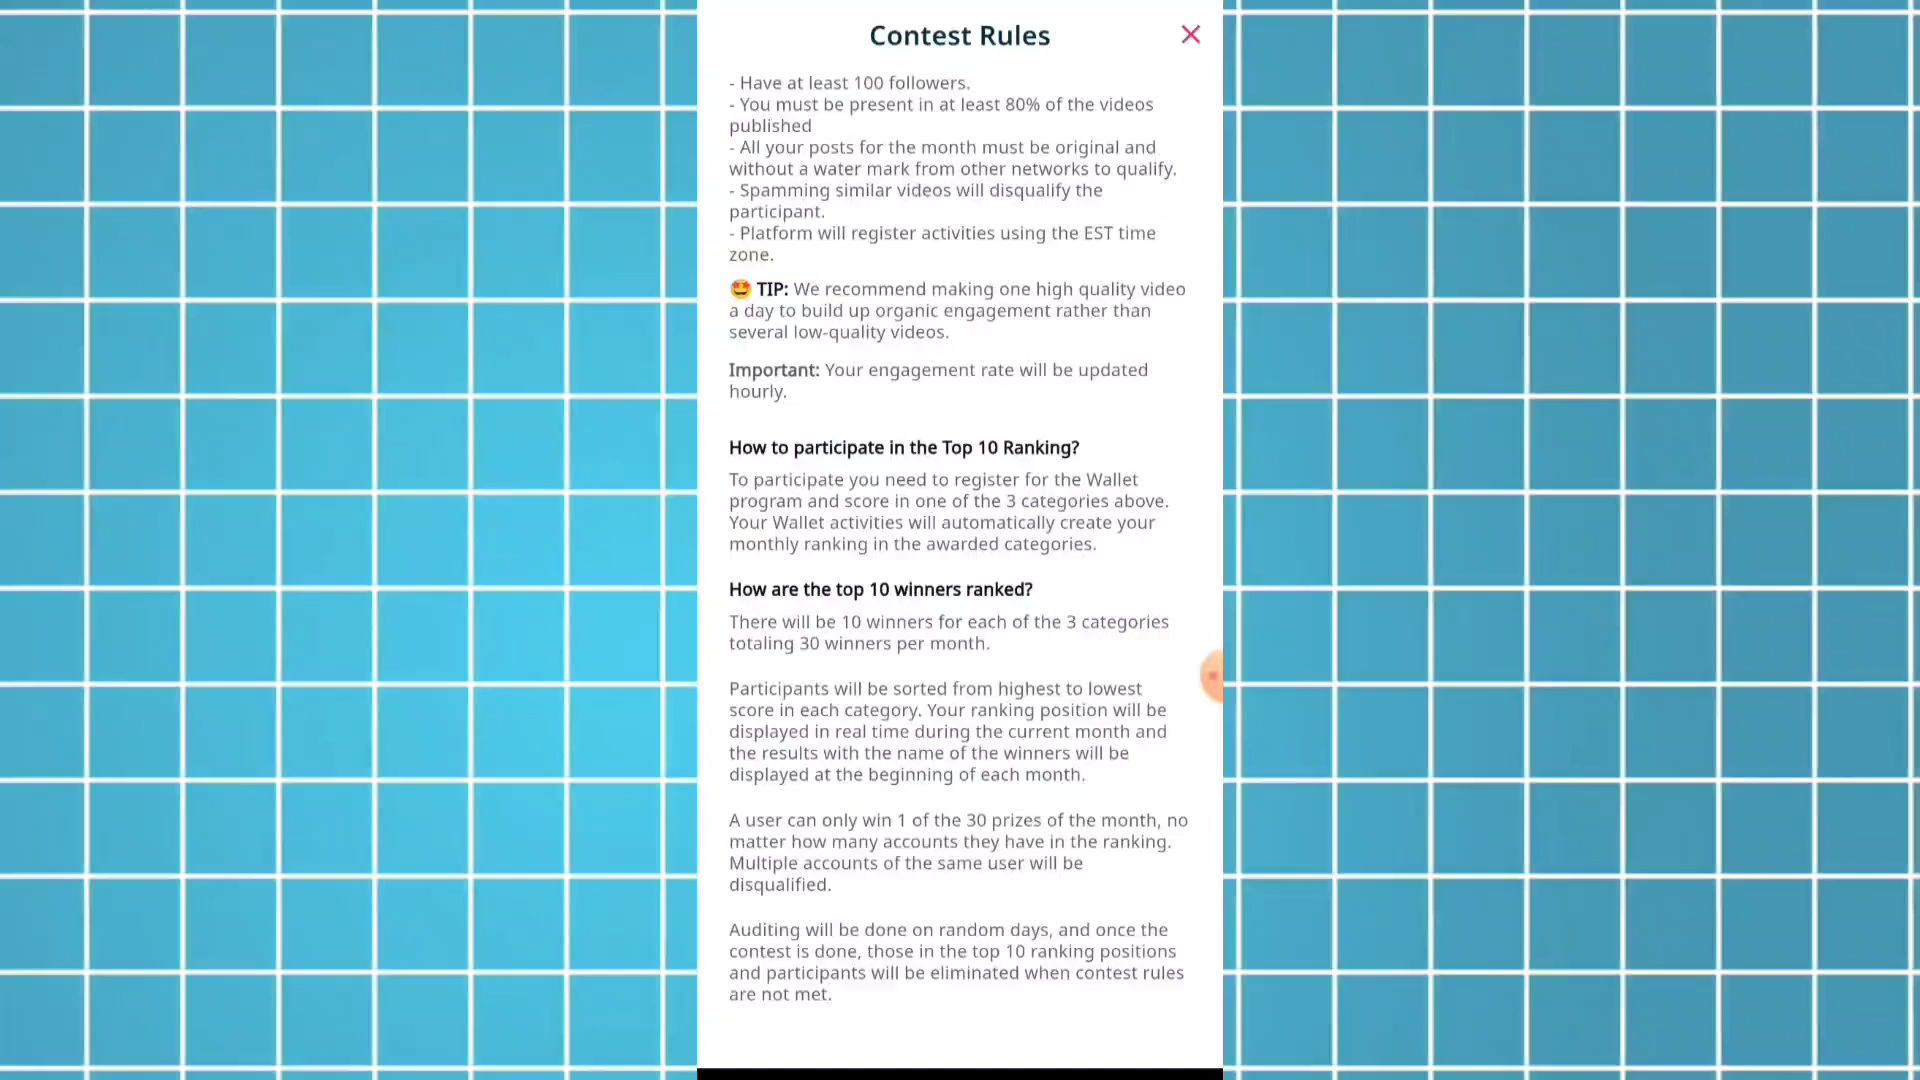 Contest Rules
- Have at least 100 followers.
- You must be present in at least 80% of the videos
published
- All your posts for the month must be original and
without a water mark from other networks to qualify.
- Spamming similar videos will disqualify the
participant.
- Platform will register activities using the EST time
zone.
🤩 TIP: We recommend making one high quality video
a day to build up organic engagement rather than
several low-quality videos.
Important: Your engagement rate will be updated
hourly.
How to participate in the Top 10 Ranking?
To participate you need to register for the Wallet
program and score in one of the 3 categories above.
Your Wallet activities will automatically create your
monthly ranking in the awarded categories.
How are the top 10 winners ranked?
There will be 10 winners for each of the 3 categories
totaling 30 winners per month.
Participants will be sorted from highest to lowest
score in each category. Your ranking position will be
displayed in real time during the current month and
the results with the name of the winners will be
displayed at the beginning of each month.
A user can only win 1 of the 30 prizes of the month, no
matter how many accounts they have in the ranking.
Multiple accounts of the same user will be
disqualified.
Auditing will be done on random days, and once the
contest is done, those in the top 10 ranking positions
and participants will be eliminated when contest rules
are not met.